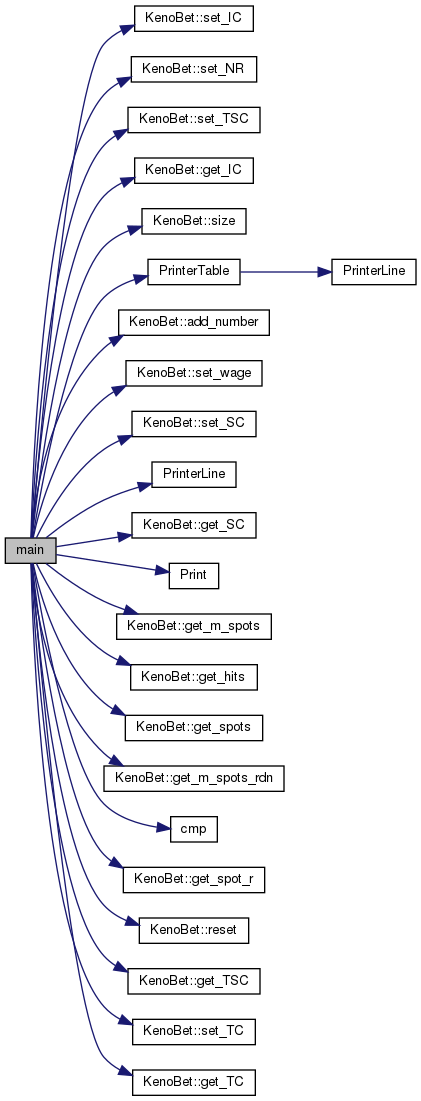 KenoBet::set_IC
KenoBet::set_NR
KenoBet::set_TSC
KenoBet::get_IC
KenoBet::size
PrinterTable
PrinterLine
KenoBet::add_number
KenoBet::set_wage
KenoBet::set_SC
PrinterLine
KenoBet::get_SC
main
Print
KenoBet::get_m_spots
KenoBet::get_hits
KenoBet::get_spots
KenoBet::get_m_spots_rdn
cmp
KenoBet::get_spot_r
KenoBet::reset
KenoBet::get_TSC
KenoBet::set_TC
KenoBet::get_TC